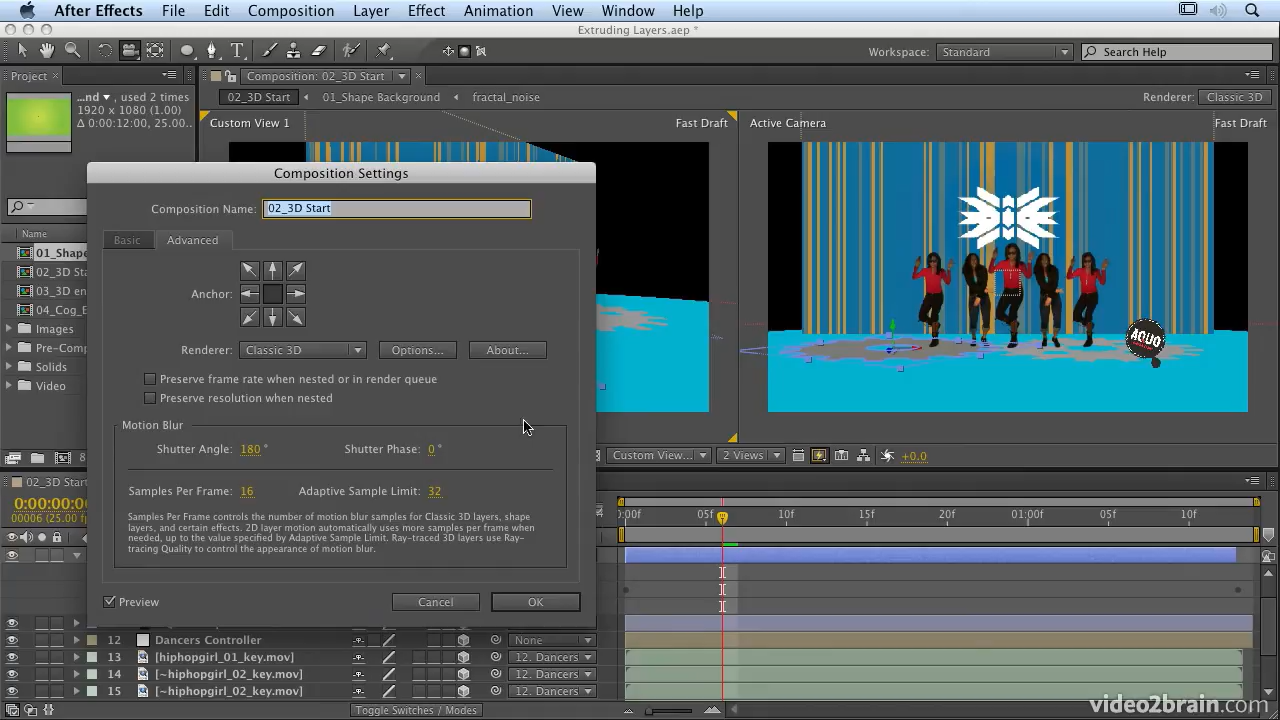 After Effects File Edit Composition Layer Effect Animation View Window Help
Extruding Layers.aep *
Workspace: Standard Search Help
Project Composition: 02_3D Start
...nd, used 2 times
1920 x 1080 (1.00)
Δ 0:00:12:00, 25.00...
02_3D Start 01_Shape Background fractal_noise Renderer: Classic 3D
Custom View 1 Fast Draft Active Camera Fast Draft
Composition Settings
Composition Name: 02_3D Start
Basic Advanced
Name
01_Shape
02_3D Sta
03_3D en
04_Cog_E
Images
Pre-Comp
Solids
Video
Anchor:
Renderer: Classic 3D Options... About...
Preserve frame rate when nested or in render queue
Preserve resolution when nested
Motion Blur
Shutter Angle: 180 ° Shutter Phase: 0 °
Samples Per Frame: 16 Adaptive Sample Limit: 32
Samples Per Frame controls the number of motion blur samples for Classic 3D layers, shape
layers, and certain effects. 2D layer motion automatically uses more samples per frame when
needed, up to the value specified by Adaptive Sample Limit. Ray-traced 3D layers use Ray-
tracing Quality to control the appearance of motion blur.
Preview Cancel OK
AQUO
8 Custom View... 2 Views +0.0
02_3D Start
0:00:00:0
00006 (25.00 f
0:00f 05f 10f 15f 20f 01:00f 05f 10f
12 Dancers Controller None
13 [hiphopgirl_01_key.mov] 12. Dancers
14 [~hiphopgirl_02_key.mov] 12. Dancers
15 [~hiphopgirl_02_key.mov] 12. Dancers
Toggle Switches / Modes
video2brain.com